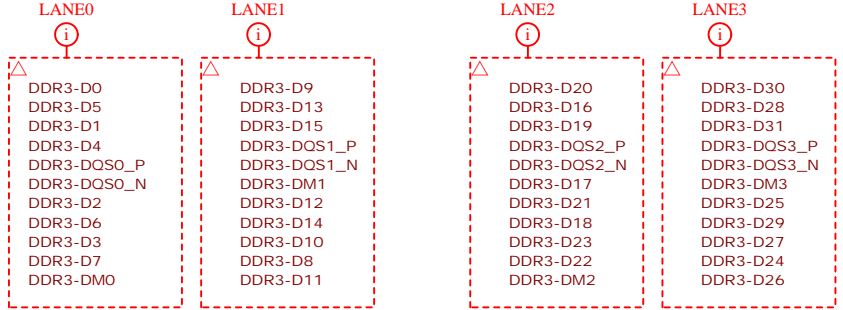 LANE0
i
DDR3-D0
DDR3-D5
DDR3-D1
DDR3-D4
DDR3-DQS0_P
DDR3-DQS0_N
DDR3-D2
DDR3-D6
DDR3-D3
DDR3-D7
DDR3-DM0
LANE1
i
DDR3-D9
DDR3-D13
DDR3-D15
DDR3-DQS1_P
DDR3-DQS1_N
DDR3-DM1
DDR3-D12
DDR3-D14
DDR3-D10
DDR3-D8
DDR3-D11
LANE2
i
DDR3-D20
DDR3-D16
DDR3-D19
DDR3-DQS2_P
DDR3-DQS2_N
DDR3-D17
DDR3-D21
DDR3-D18
DDR3-D23
DDR3-D22
DDR3-DM2
LANE3
i
DDR3-D30
DDR3-D28
DDR3-D31
DDR3-DQS3_P
DDR3-DQS3_N
DDR3-DM3
DDR3-D25
DDR3-D29
DDR3-D27
DDR3-D24
DDR3-D26